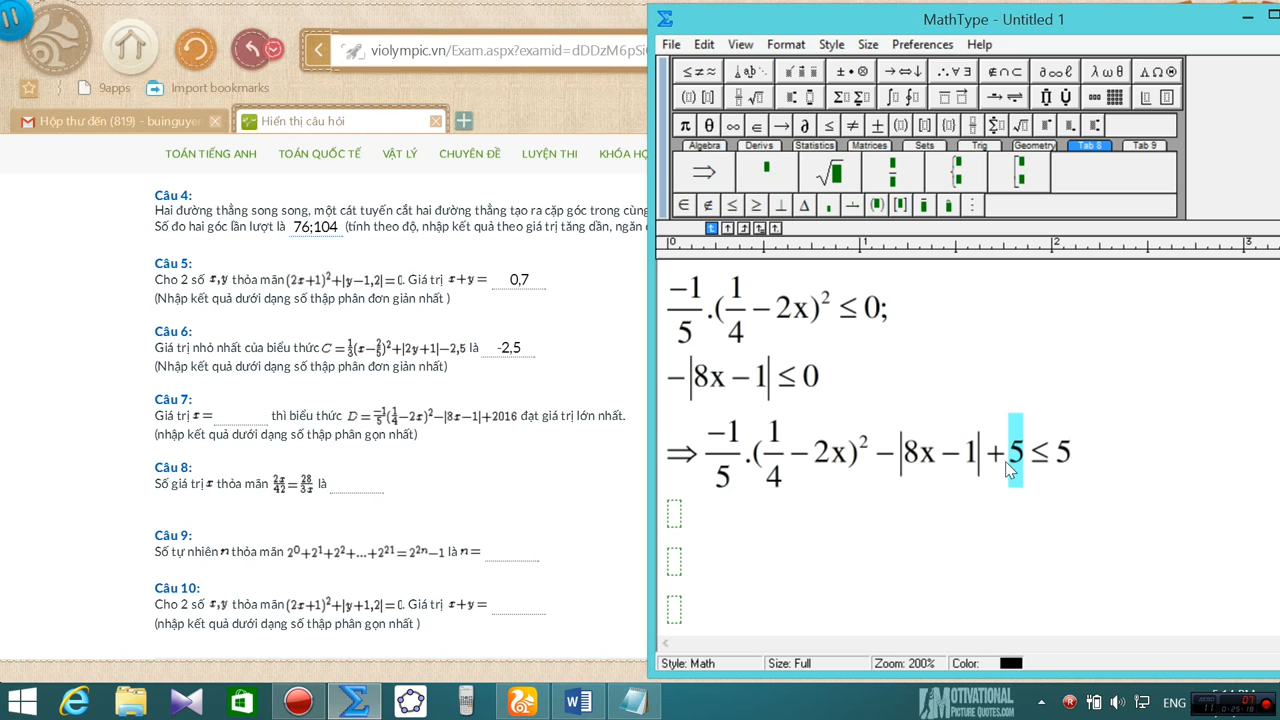 MathType - Untitled 1
violympic.vn/Exam.aspx?examid=dDDzM6pSi
File Edit View Format Style Size Preferences Help
9apps Import bookmarks
Hộp thư đến (819) - buinguyen
Hiển thị câu hỏi
TOÁN TIẾNG ANH TOÁN QUỐC TẾ VẬT LÝ CHUYÊN ĐỀ LUYỆN THI KHÓA HỌ
Algebra Derivs Statistics Matrices Sets Trig Geometry Tab 8 Tab 9
0 1 2 3
Câu 4:
Hai đường thẳng song song, một cát tuyến cắt hai đường thẳng tạo ra cặp góc trong cùng
Số đo hai góc lần lượt là 76;104 (tính theo độ, nhập kết quả theo giá trị tăng dần, ngăn
Câu 5:
Cho 2 số x,y thỏa mãn (2x+1)²+|y−1,2|=0. Giá trị x+y= 0,7
(Nhập kết quả dưới dạng số thập phân đơn giản nhất )
Câu 6:
Giá trị nhỏ nhất của biểu thức C=1/3(x−2/5)²+|2y+1|−2,5 là -2,5
(Nhập kết quả dưới dạng số thập phân đơn giản nhất)
Câu 7:
Giá trị x= thì biểu thức D=−1/5(1/4−2x)²−|8x−1|+2016 đạt giá trị lớn nhất.
(nhập kết quả dưới dạng số thập phân gọn nhất)
Câu 8:
Số giá trị x thỏa mãn 2x/42=28/3x là
Câu 9:
Số tự nhiên n thỏa mãn 2⁰+2¹+2²+...+2²¹=2²ⁿ−1 là n=
Câu 10:
Cho 2 số x,y thỏa mãn (2x+1)²+|y+1,2|=0. Giá trị x+y=
(nhập kết quả dưới dạng số thập phân gọn nhất )
−1/5.(1/4−2x)² ≤ 0;
−|8x−1| ≤ 0
⇒ −1/5.(1/4−2x)² −|8x−1| +5 ≤ 5
Style: Math Size: Full Zoom: 200% Color:
MOTIVATIONAL
PICTURE QUOTES.COM
ENG